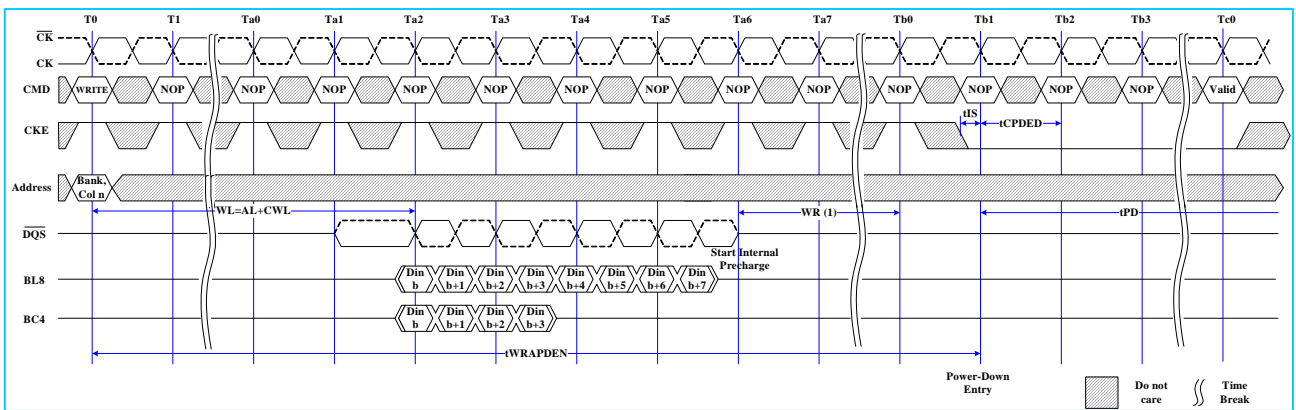 T0 T1 Ta0 Ta1 Ta2 Ta3 Ta4 Ta5 Ta6 Ta7 Tb0 Tb1 Tb2 Tb3 Tc0
CK
CK
CMD WRITE NOP NOP NOP NOP NOP NOP NOP NOP NOP NOP NOP NOP NOP Valid
tIS
CKE tCPDED
Address Bank, Col n
WL=AL+CWL WR (1) tPD
DQS
Start Internal
Precharge
BL8 Din b Din b+1 Din b+2 Din b+3 Din b+4 Din b+5 Din b+6 Din b+7
BC4 Din b Din b+1 Din b+2 Din b+3
tWRAPDEN
Power-Down
Entry
Do not
care
Time
Break